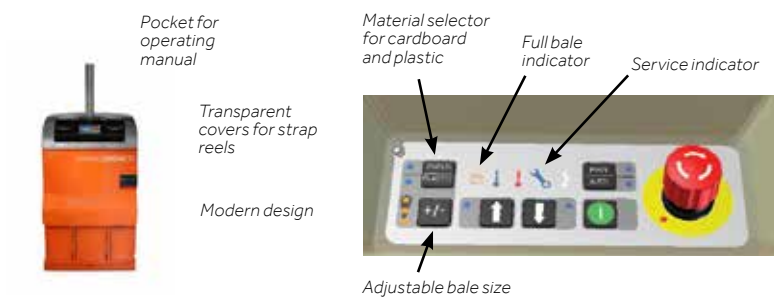 Pocket for
operating
manual
Transparent
covers for strap
reels
Modern design
Material selector
for cardboard
and plastic
Full bale
indicator
Service indicator
+/-
Adjustable bale size